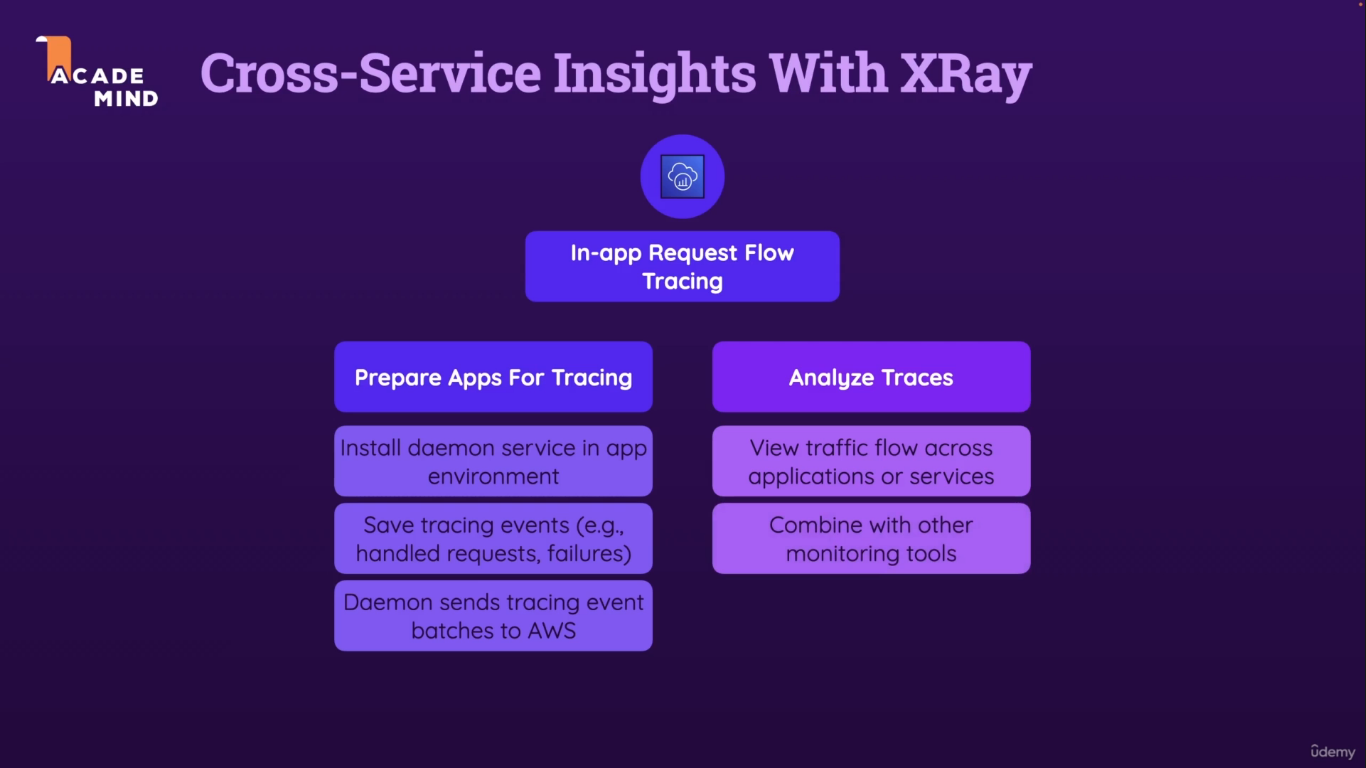 ACADE
MIND
Cross-Service Insights With XRay
In-app Request Flow
Tracing
Prepare Apps For Tracing
Install daemon service in app
environment
Save tracing events (e.g.,
handled requests, failures)
Daemon sends tracing event
batches to AWS
Analyze Traces
View traffic flow across
applications or services
Combine with other
monitoring tools
ûdemy